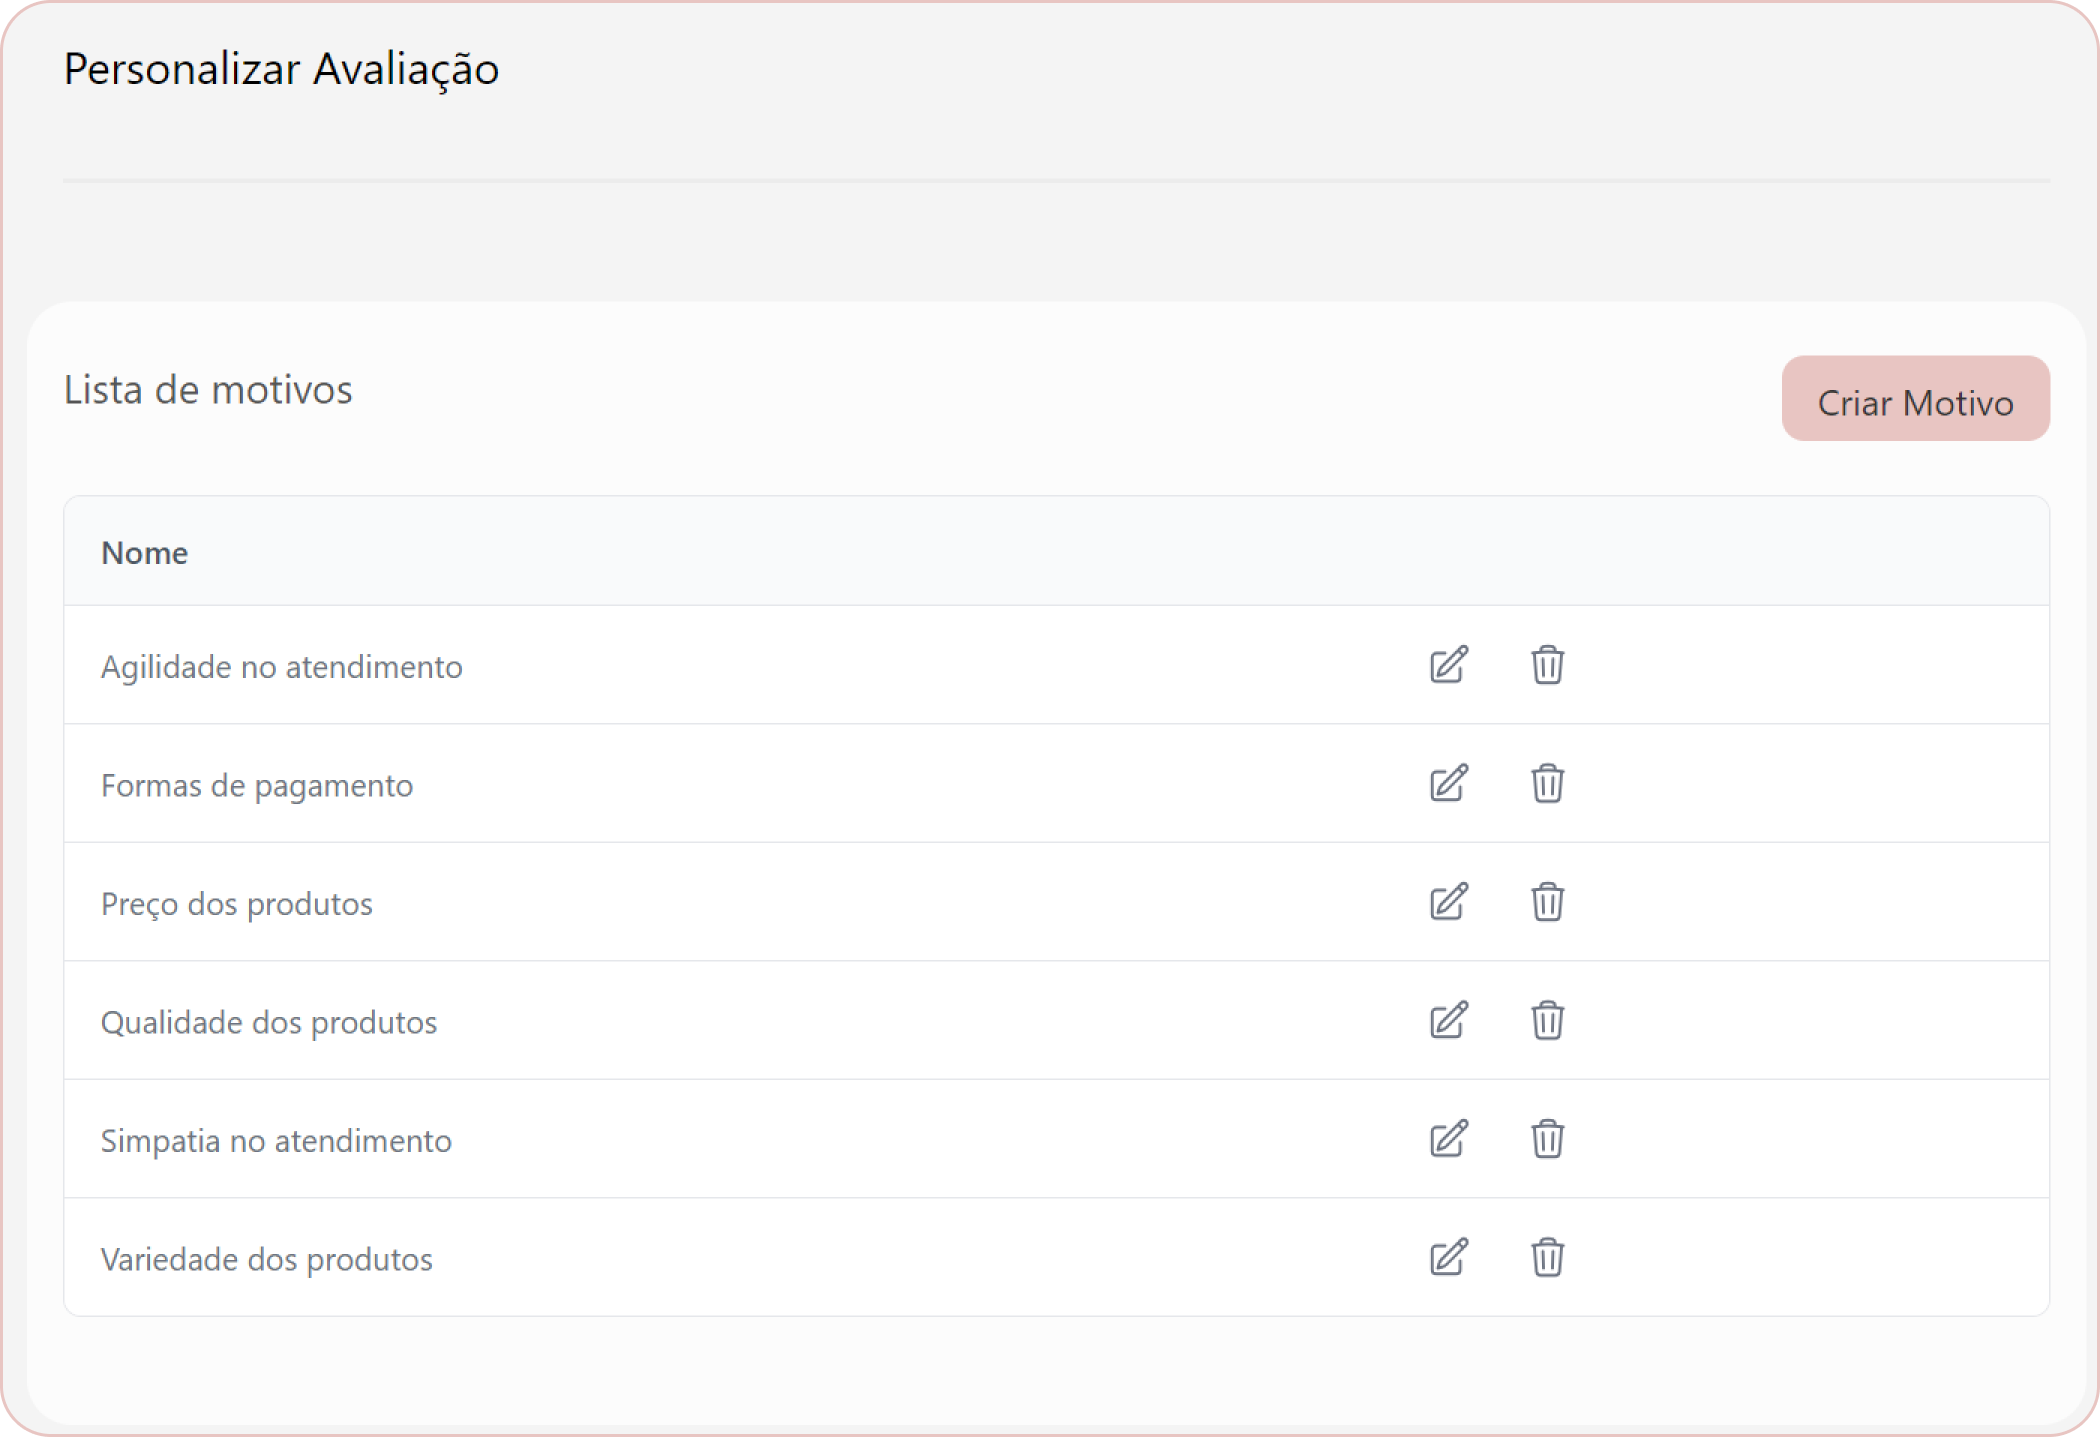 Personalizar Avaliação
Lista de motivos
Criar Motivo
Nome
Agilidade no atendimento
Formas de pagamento
Preço dos produtos
Qualidade dos produtos
Simpatia no atendimento
Variedade dos produtos